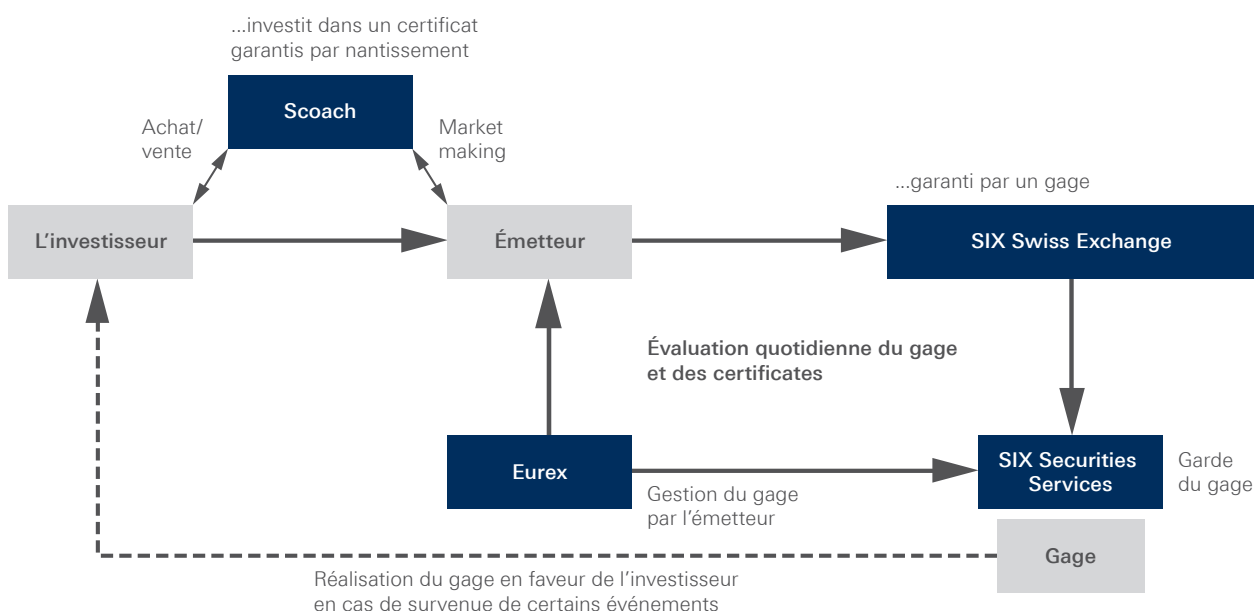 ...investit dans un certificat
garantis par nantissement
Scoach
Achat/
vente
Market
making
...garanti par un gage
L’investisseur
Émetteur
SIX Swiss Exchange
Évaluation quotidienne du gage
et des certificates
Eurex
SIX Securities
Services
Garde
du gage
Gestion du gage
par l’émetteur
Gage
Réalisation du gage en faveur de l’investisseur
en cas de survenue de certains événements